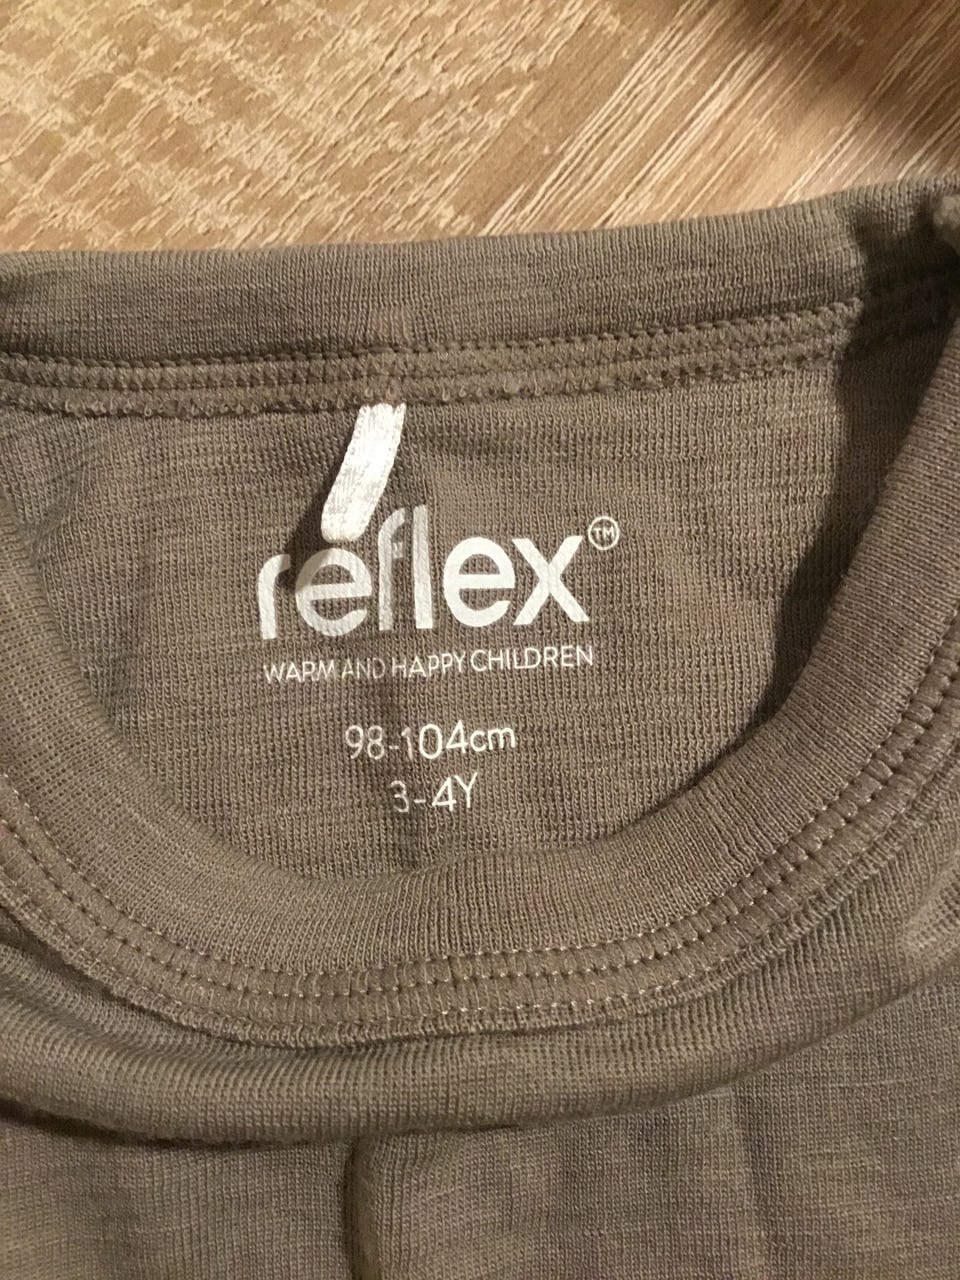 reflex™
WARM AND HAPPY CHILDREN
98-104cm
3-4Y